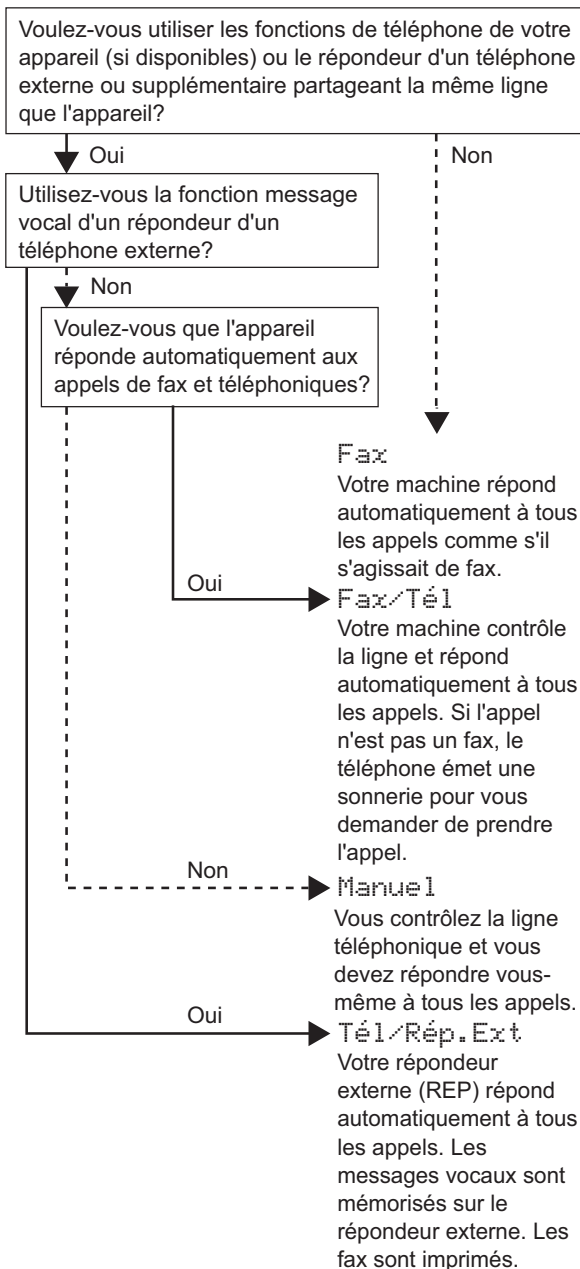 Voulez-vous utiliser les fonctions de téléphone de votre
appareil (si disponibles) ou le répondeur d'un téléphone
externe ou supplémentaire partageant la même ligne
que l'appareil?
Oui
Non
Utilisez-vous la fonction message
vocal d'un répondeur d'un
téléphone externe?
Non
Voulez-vous que l'appareil
réponde automatiquement aux
appels de fax et téléphoniques?
Fax
Votre machine répond
automatiquement à tous
les appels comme s'il
s'agissait de fax.
Oui
Fax/Tél
Votre machine contrôle
la ligne et répond
automatiquement à tous
les appels. Si l'appel
n'est pas un fax, le
téléphone émet une
sonnerie pour vous
demander de prendre
l'appel.
Non
Manuel
Vous contrôlez la ligne
téléphonique et vous
devez répondre vous-
même à tous les appels.
Oui
Tél/Rép.Ext
Votre répondeur
externe (REP) répond
automatiquement à tous
les appels. Les
messages vocaux sont
mémorisés sur le
répondeur externe. Les
fax sont imprimés.